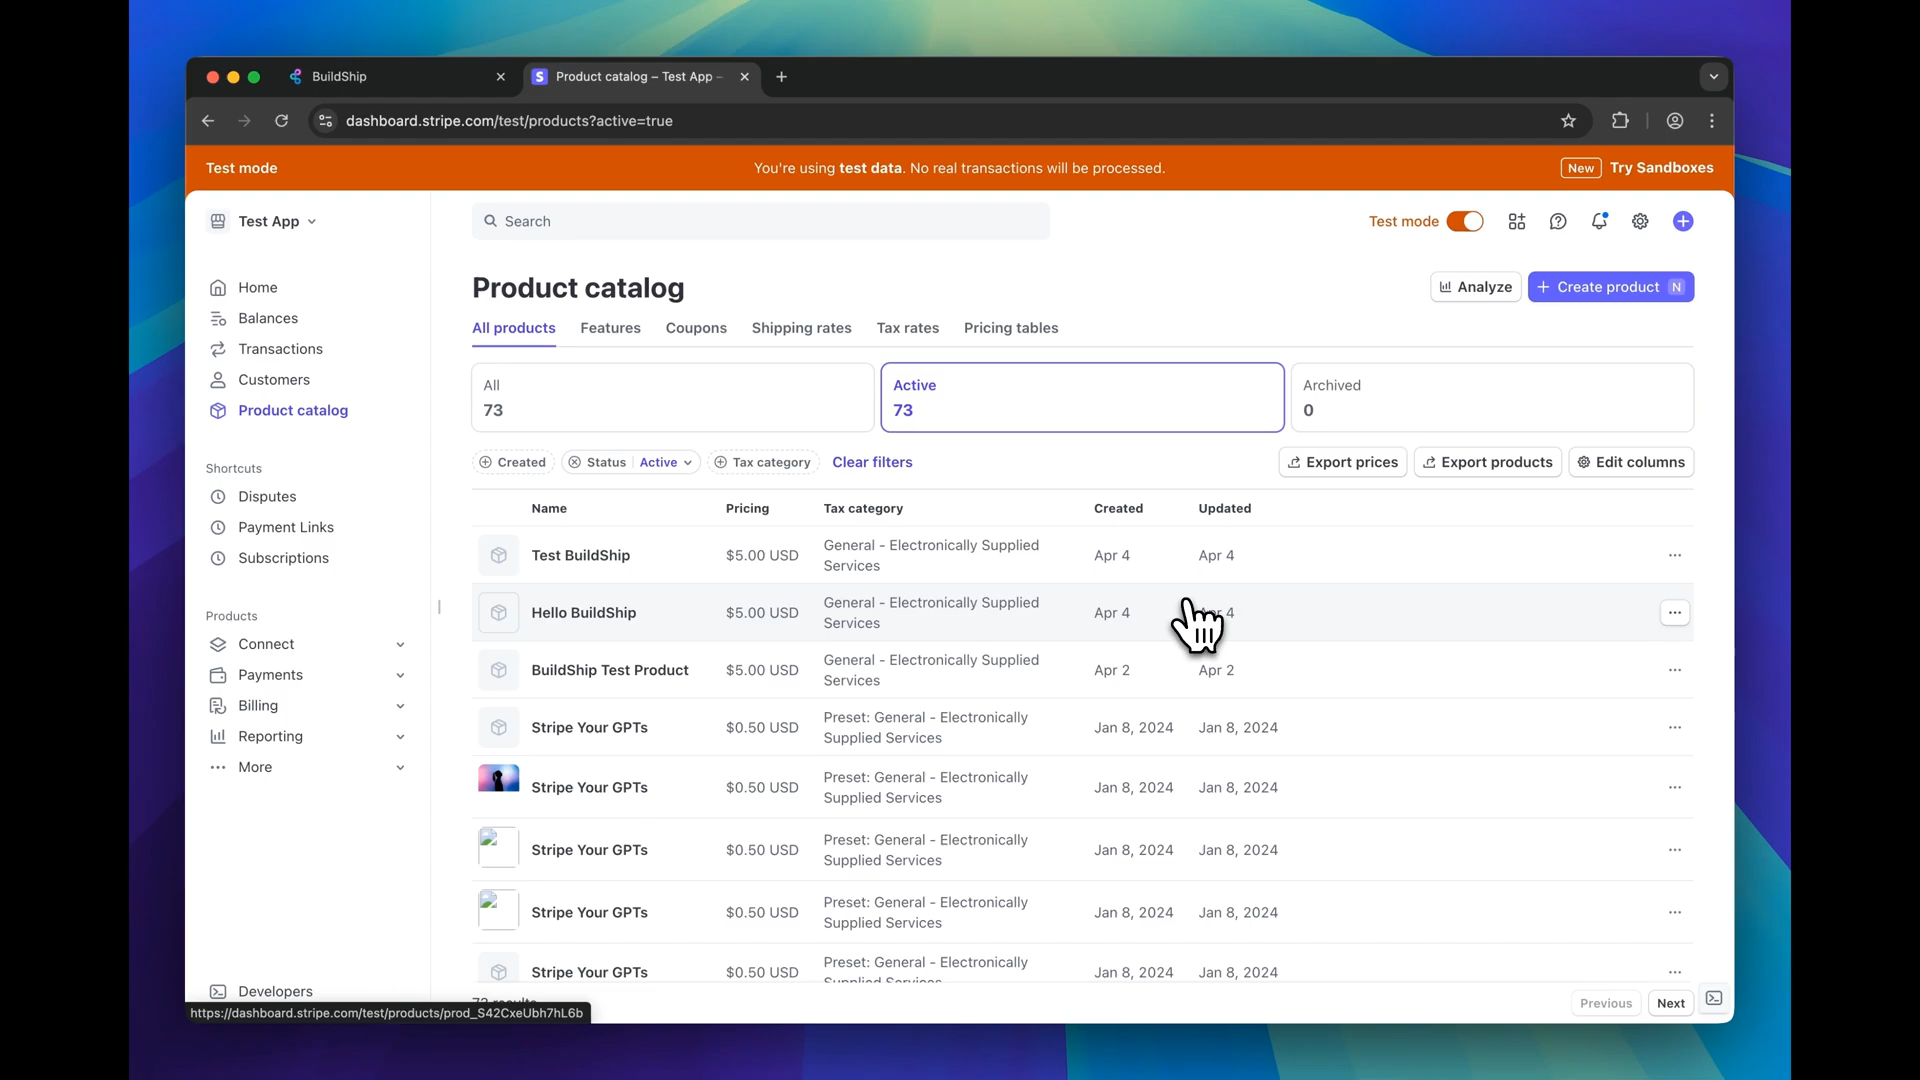 BuildShip
Product catalog – Test App –
dashboard.stripe.com/test/products?active=true
Test mode
You're using test data. No real transactions will be processed.
New Try Sandboxes
Test App
Search
Test mode
Home
Balances
Transactions
Customers
Product catalog
Shortcuts
Disputes
Payment Links
Subscriptions
Products
Connect
Payments
Billing
Reporting
More
Developers
Product catalog
Analyze
Create product N
All products Features Coupons Shipping rates Tax rates Pricing tables
All
73
Active
73
Archived
0
Created Status Active Tax category Clear filters
Export prices Export products Edit columns
Name Pricing Tax category Created Updated
Test BuildShip $5.00 USD General - Electronically Supplied Services Apr 4 Apr 4
Hello BuildShip $5.00 USD General - Electronically Supplied Services Apr 4 4
BuildShip Test Product $5.00 USD General - Electronically Supplied Services Apr 2 Apr 2
Stripe Your GPTs $0.50 USD Preset: General - Electronically Supplied Services Jan 8, 2024 Jan 8, 2024
Stripe Your GPTs $0.50 USD Preset: General - Electronically Supplied Services Jan 8, 2024 Jan 8, 2024
Stripe Your GPTs $0.50 USD Preset: General - Electronically Supplied Services Jan 8, 2024 Jan 8, 2024
Stripe Your GPTs $0.50 USD Preset: General - Electronically Supplied Services Jan 8, 2024 Jan 8, 2024
Stripe Your GPTs $0.50 USD Preset: General - Electronically Jan 8, 2024 Jan 8, 2024
Previous Next
https://dashboard.stripe.com/test/products/prod_S42CxeUbh7hL6b